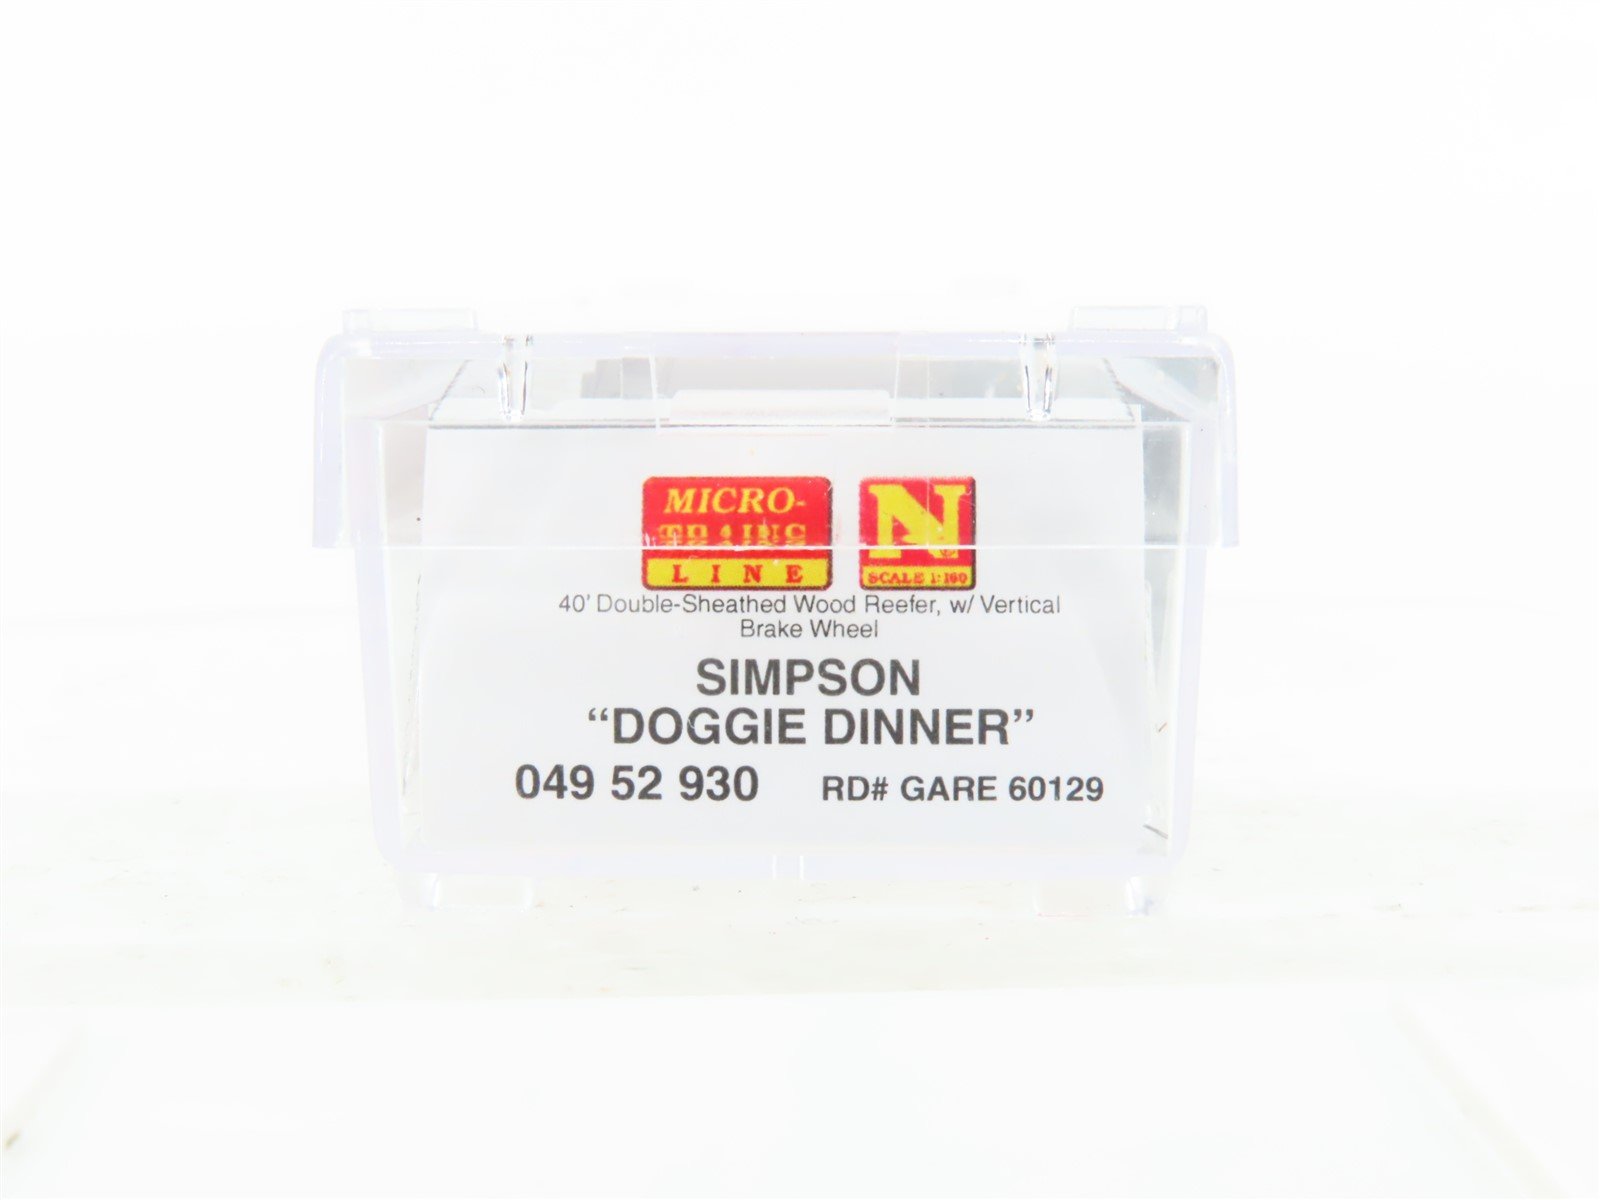 MICRO-
TRAINS
LINE
N
SCALE 1:160
40' Double-Sheathed Wood Reefer, w/ Vertical
Brake Wheel
SIMPSON
“DOGGIE DINNER”
049 52 930 RD# GARE 60129